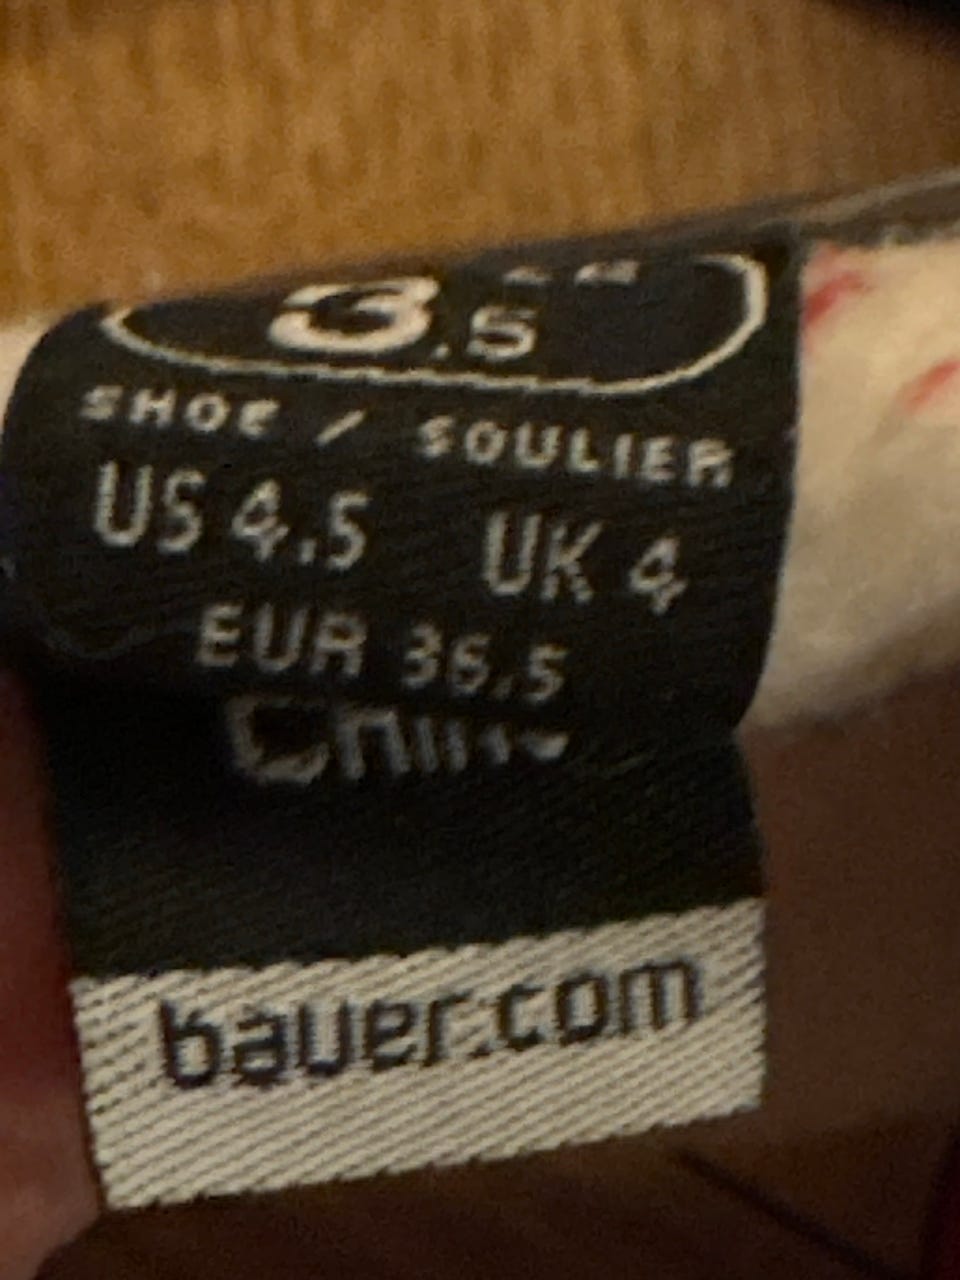 3.5
SHOE / SOULIER
US 4.5 UK 4
EUR 36.5
bauer.com